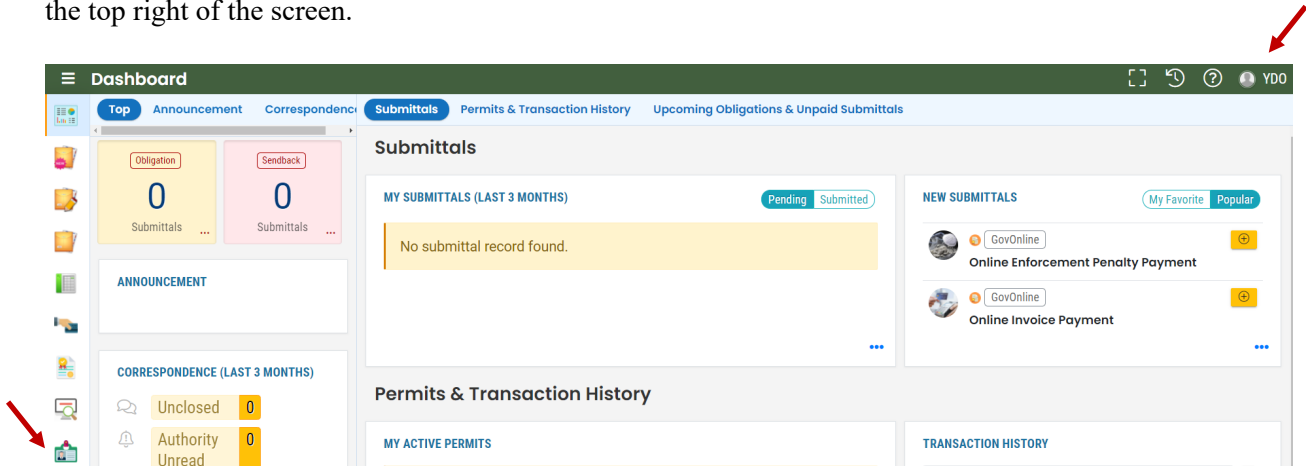 the top right of the screen.
Dashboard
YDO
Top Announcement Correspondence
Submittals Permits & Transaction History Upcoming Obligations & Unpaid Submittals
Obligation
0
Submittals
...
Sendback
0
Submittals
...
ANNOUNCEMENT
CORRESPONDENCE (LAST 3 MONTHS)
Unclosed 0
Authority Unread 0
Submittals
MY SUBMITTALS (LAST 3 MONTHS)
Pending Submitted
No submittal record found.
NEW SUBMITTALS
My Favorite Popular
GovOnline
Online Enforcement Penalty Payment
GovOnline
Online Invoice Payment
Permits & Transaction History
MY ACTIVE PERMITS
TRANSACTION HISTORY